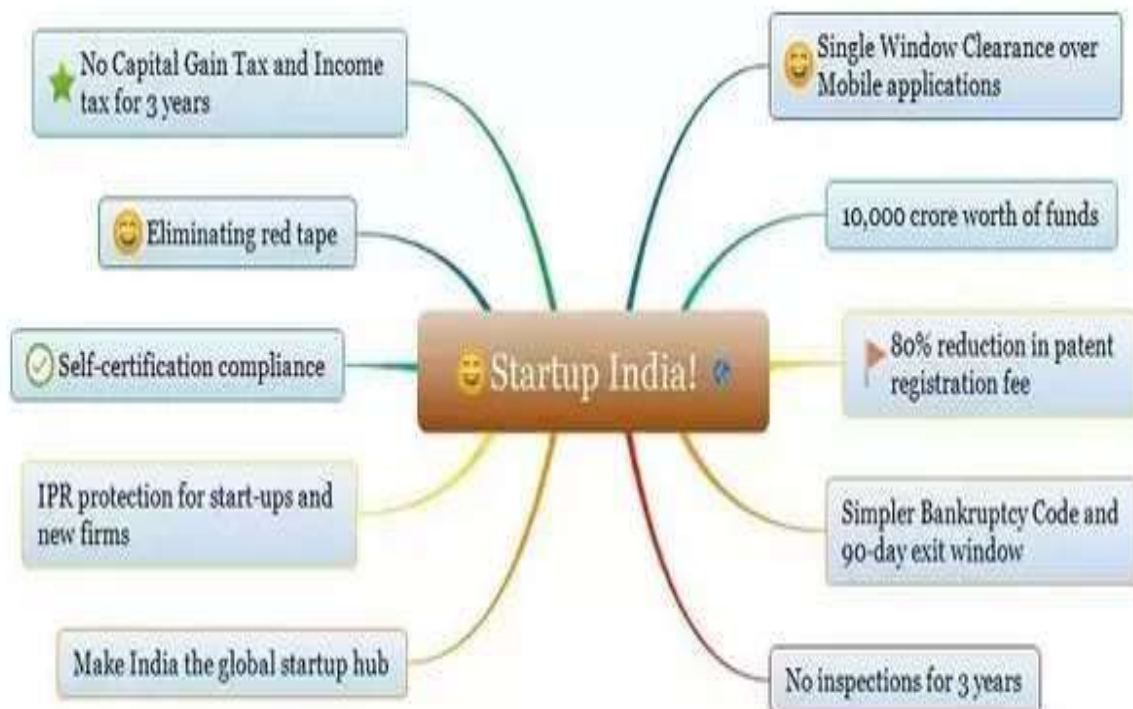 No Capital Gain Tax and Income
tax for 3 years
Eliminating red tape
Self-certification compliance
IPR protection for start-ups and
new firms
Make India the global startup hub
Startup India!
Single Window Clearance over
Mobile applications
10,000 crore worth of funds
80% reduction in patent
registration fee
Simpler Bankruptcy Code and
90-day exit window
No inspections for 3 years